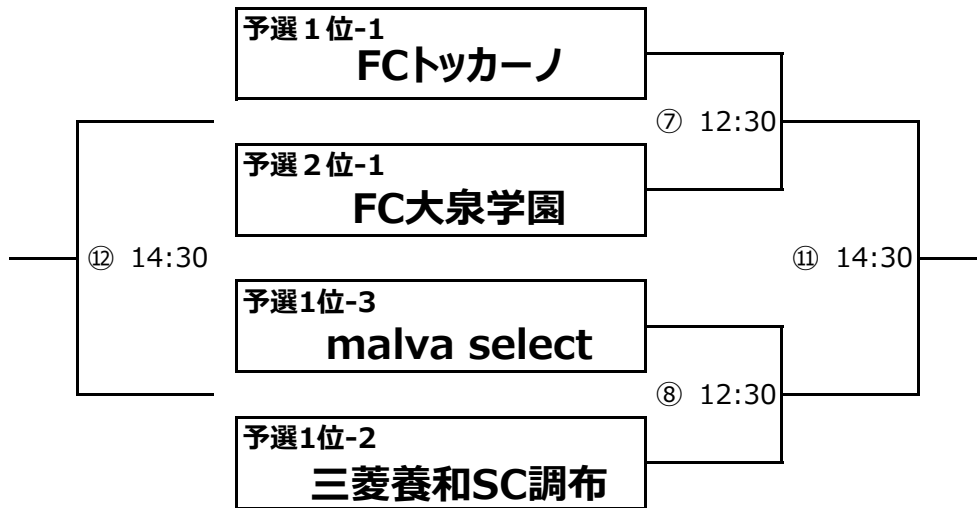 予選１位-1
FCトッカーノ
⑦ 12:30
予選２位-1
FC大泉学園
⑫ 14:30
⑪ 14:30
予選1位-3
malva select
⑧ 12:30
予選1位-2
三菱養和SC調布